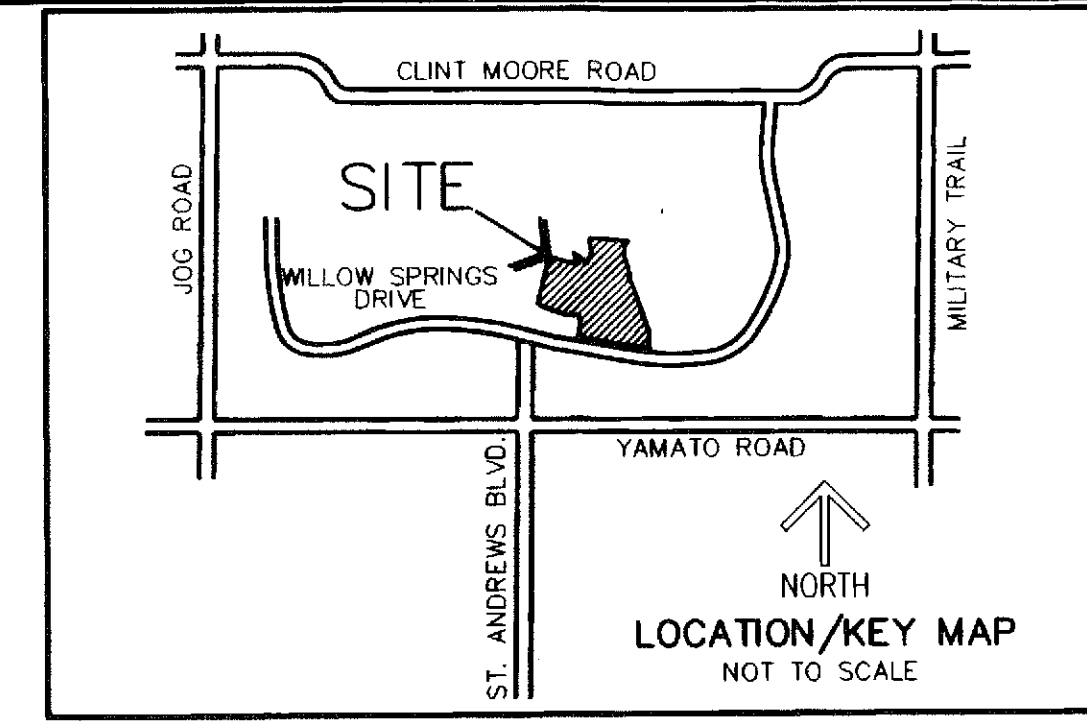 CLINT MOORE ROAD
SITE
JOG ROAD
MILITARY TRAIL
WILLOW SPRINGS
DRIVE
YAMATO ROAD
ST. ANDREWS BLVD.
NORTH
LOCATION/KEY MAP
NOT TO SCALE